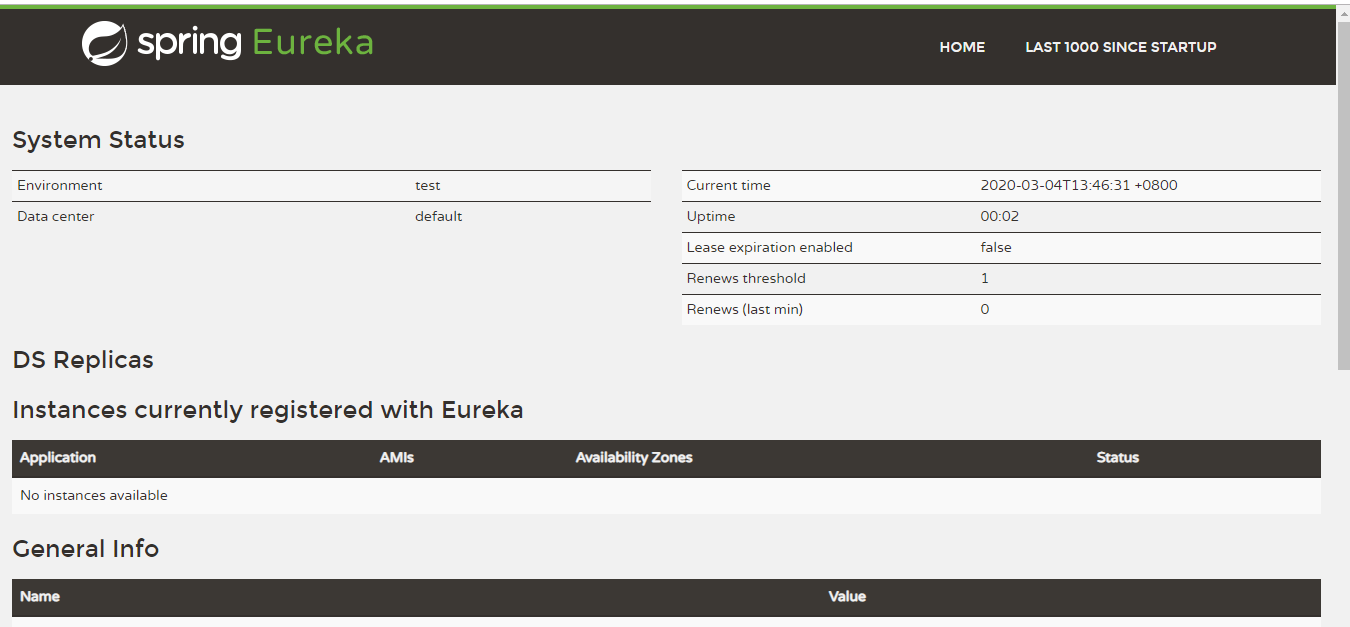 spring Eureka
HOME LAST 1000 SINCE STARTUP
System Status
Environment test
Data center default
Current time 2020-03-04T13:46:31 +0800
Uptime 00:02
Lease expiration enabled false
Renews threshold 1
Renews (last min) 0
DS Replicas
Instances currently registered with Eureka
Application AMIs Availability Zones Status
No instances available
General Info
Name Value